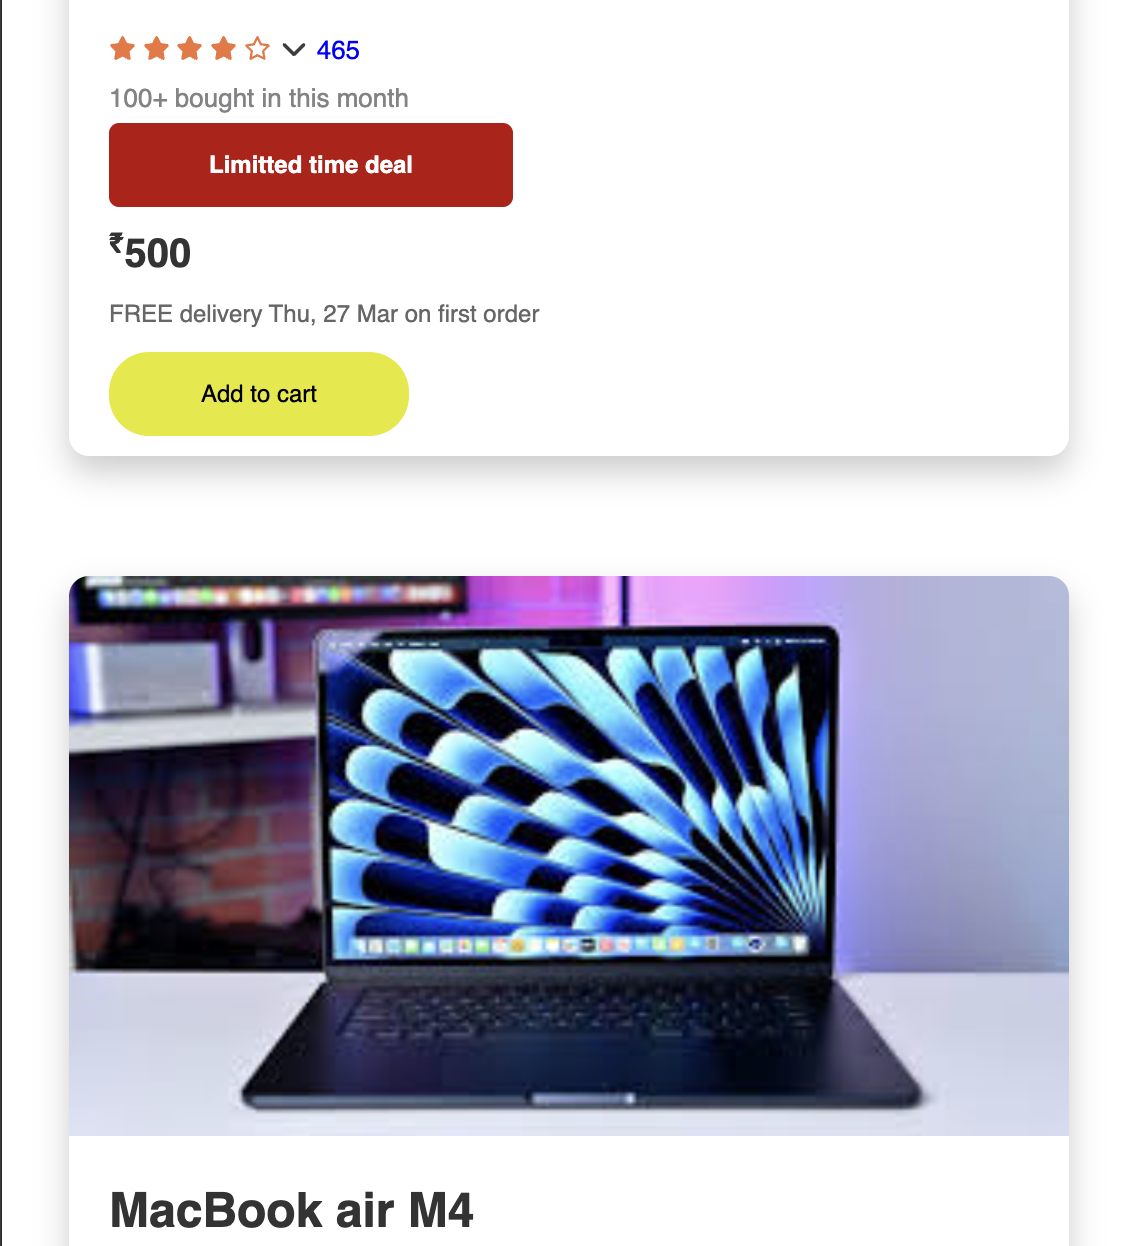 465
100+ bought in this month
Limitted time deal
₹500
FREE delivery Thu, 27 Mar on first order
Add to cart
MacBook air M4